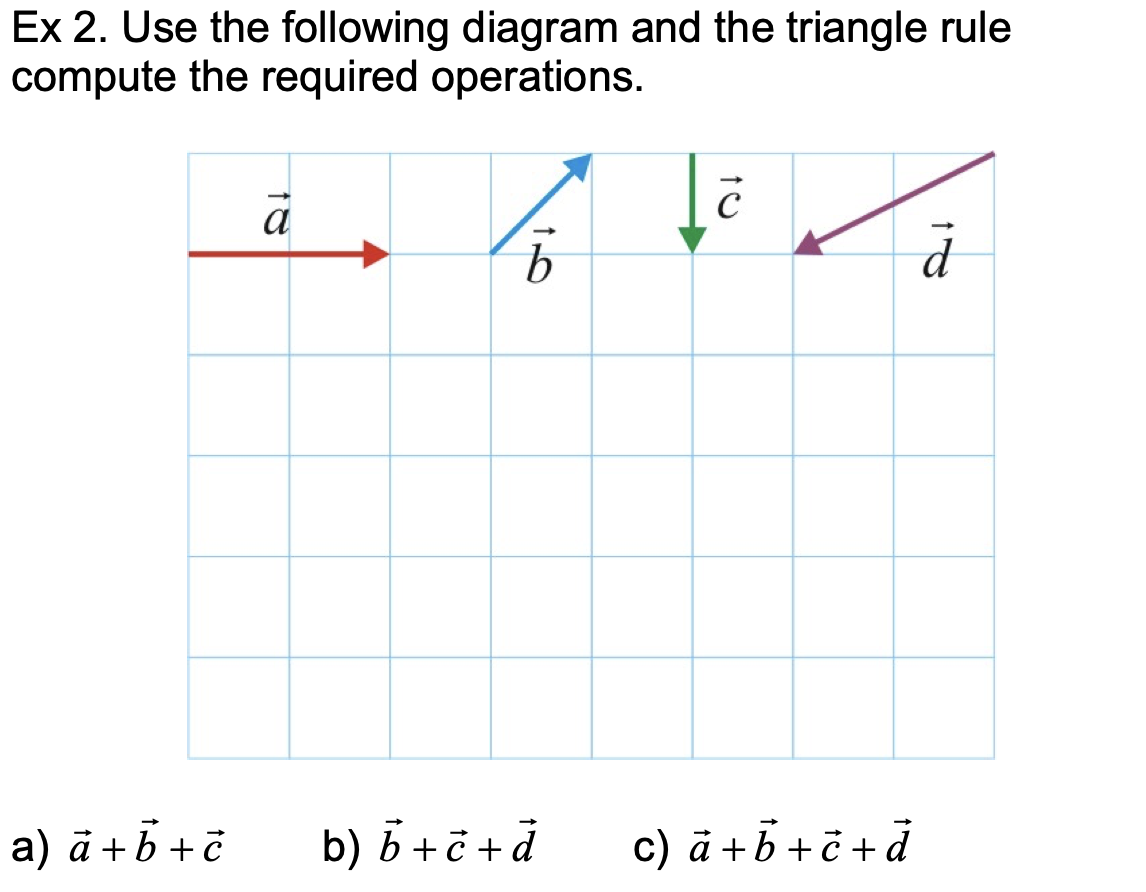 Ex 2. Use the following diagram and the triangle rule
compute the required operations.
a⃗
b⃗
c⃗
d⃗
a) a⃗ + b⃗ + c⃗ b) b⃗ + c⃗ + d⃗ c) a⃗ + b⃗ + c⃗ + d⃗